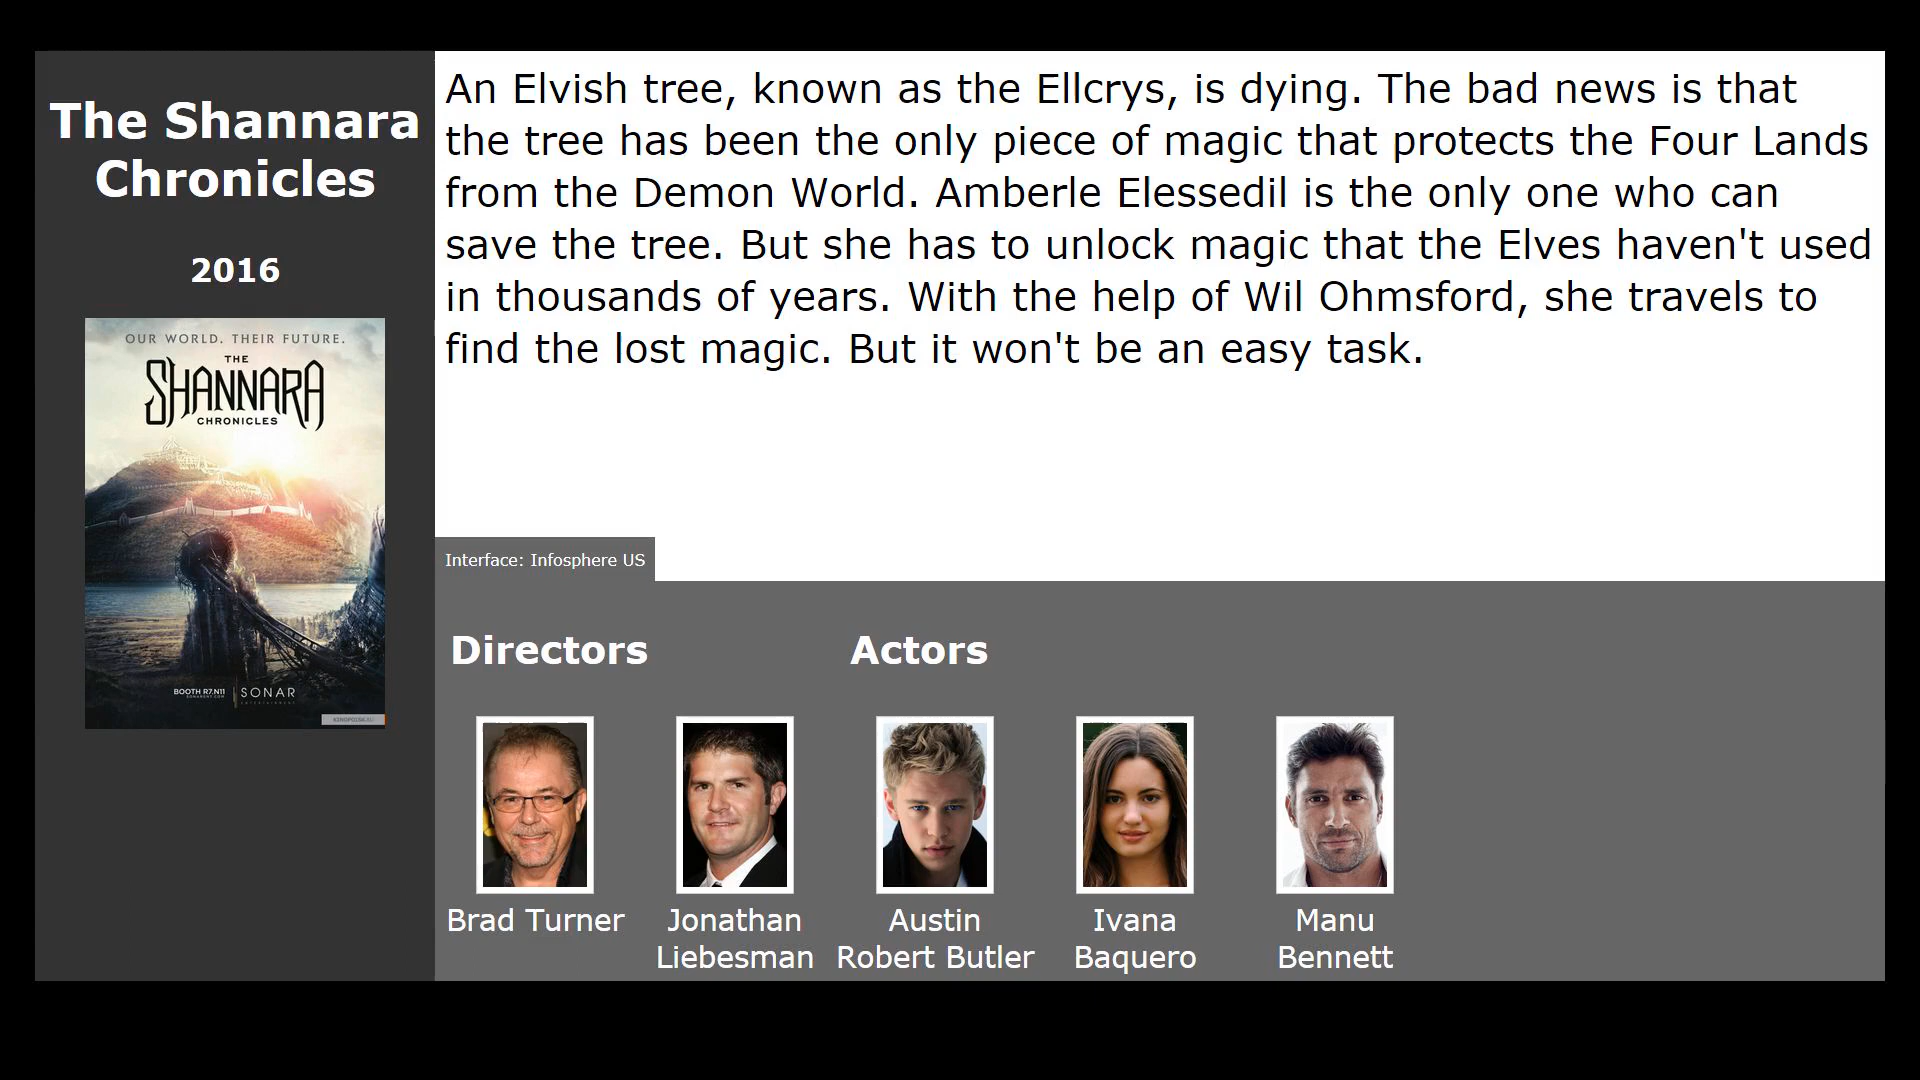 The Shannara
Chronicles
2016
OUR WORLD. THEIR FUTURE.
THE
SHANNARA
CHRONICLES
BOOTH R7.N11
SONAR
An Elvish tree, known as the Ellcrys, is dying. The bad news is that
the tree has been the only piece of magic that protects the Four Lands
from the Demon World. Amberle Elessedil is the only one who can
save the tree. But she has to unlock magic that the Elves haven't used
in thousands of years. With the help of Wil Ohmsford, she travels to
find the lost magic. But it won't be an easy task.
Interface: Infosphere US
Directors
Actors
Brad Turner
Jonathan
Liebesman
Austin
Robert Butler
Ivana
Baquero
Manu
Bennett